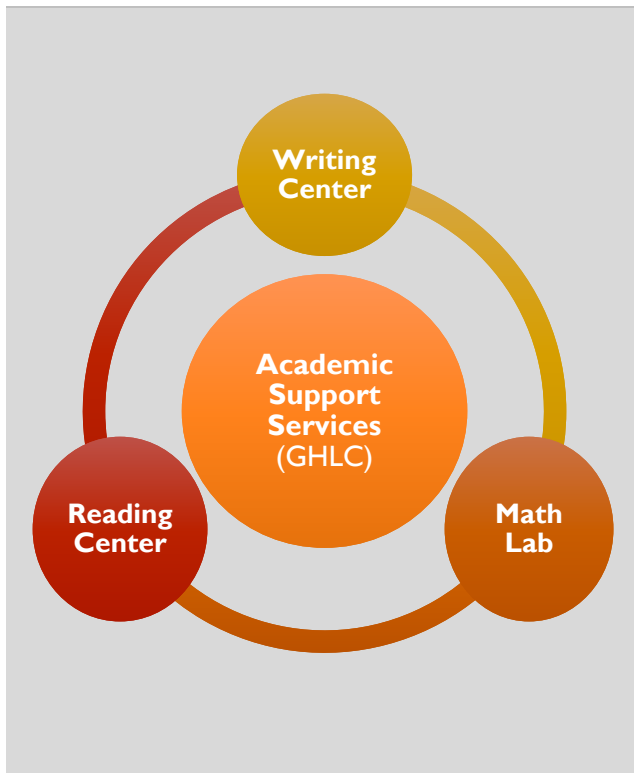 Writing
Center
Academic
Support
Services
(GHLC)
Reading
Center
Math
Lab